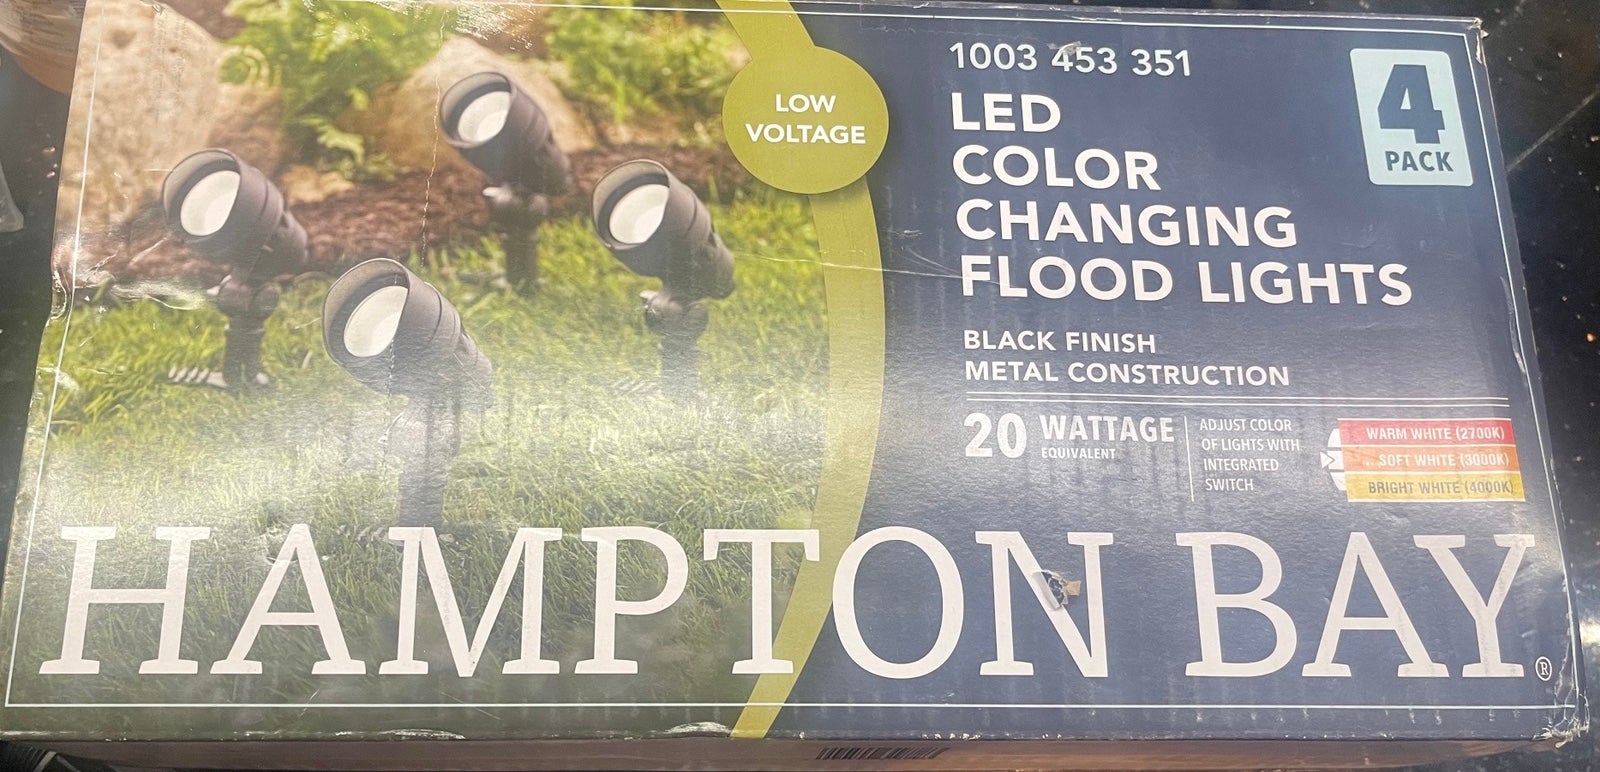 LOW
VOLTAGE
1003 453 351
LED
COLOR
CHANGING
FLOOD LIGHTS
4
PACK
BLACK FINISH
METAL CONSTRUCTION
20 WATTAGE
EQUIVALENT
ADJUST COLOR
OF LIGHTS WITH
INTEGRATED
SWITCH
WARM WHITE (2700K)
SOFT WHITE (3000K)
BRIGHT WHITE (4000K)
HAMPTON BAY®